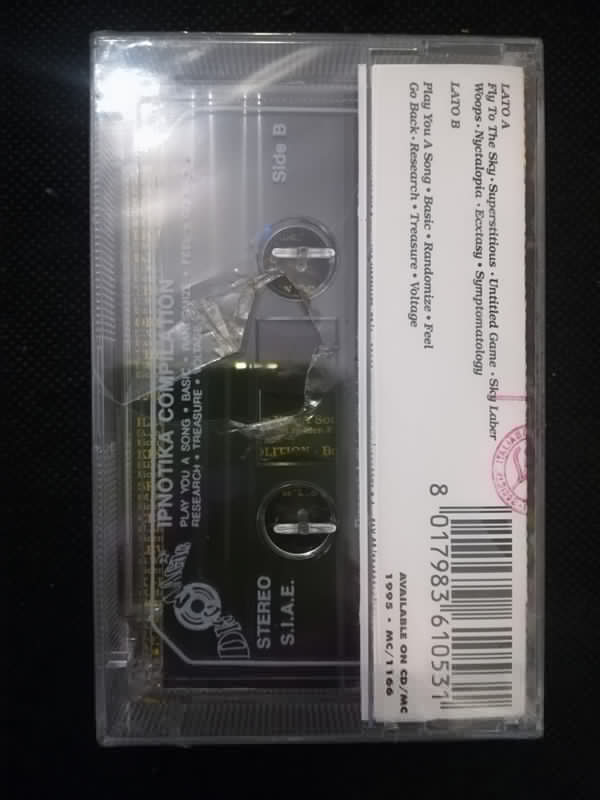 LATO A
Fly To The Sky • Superstitious • Untitled Game • Sky Laber
Woops • Nyctalopia • Ecxtasy • Symptomatology
LATO B
Play You A Song • Basic • Randomize • Feel
Go Back • Research • Treasure • Voltage
8 017983 610531
AVAILABLE ON CD/MC
1995 • MC/1166
Side B
IPNOTIKA COMPILATION
PLAY YOU A SONG • BASIC •
RESEARCH • TREASURE •
STEREO
S.I.A.E.